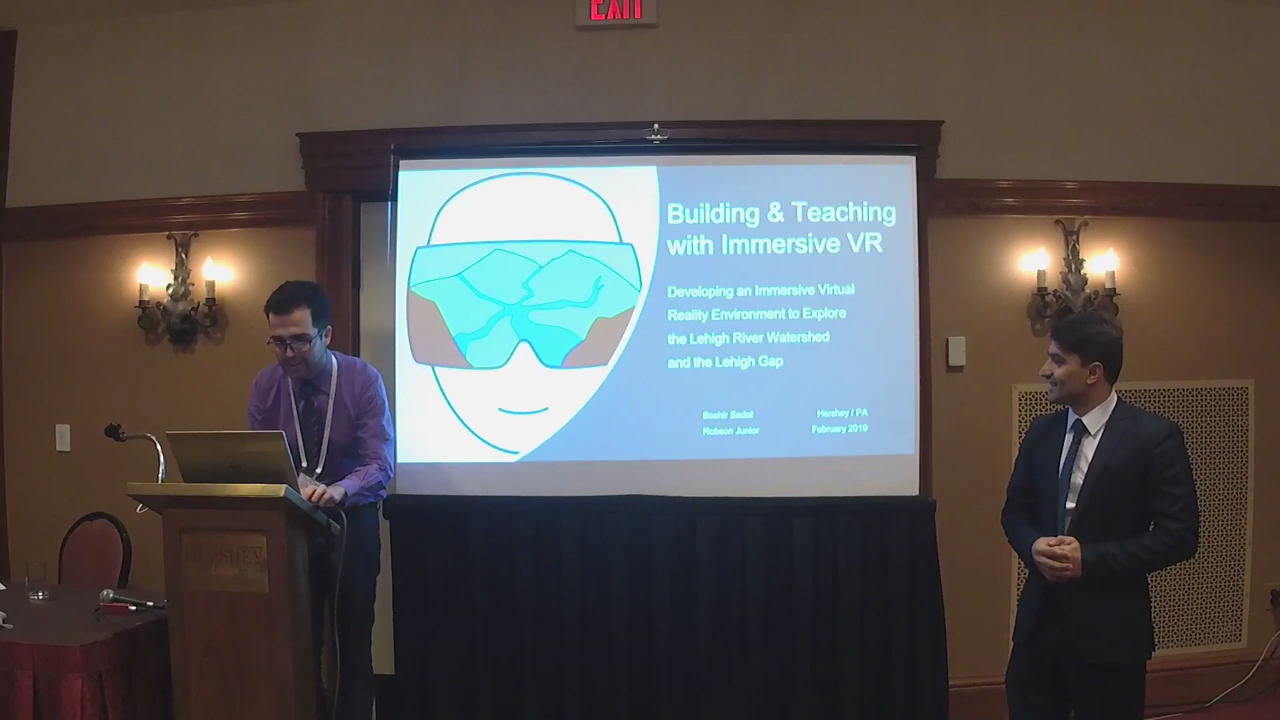 EXIT
Building & Teaching
with Immersive VR
Developing an Immersive Virtual
Reality Environment to Explore
the Lehigh River Watershed
and the Lehigh Gap
Bashir Sadat Hershey / PA
Robson Junior February 2019
HERSHEY